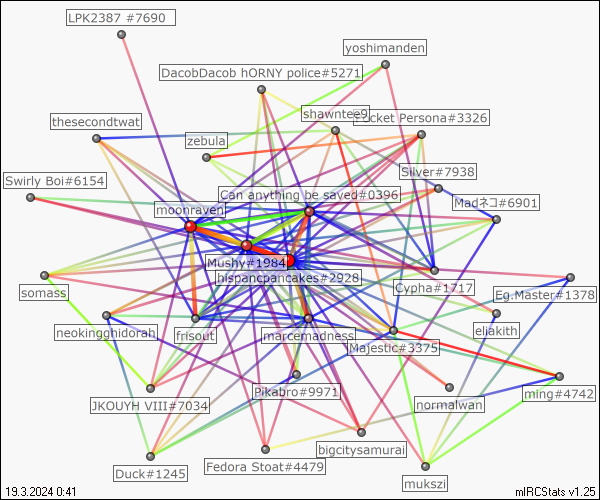 LPK2387 #7690
yoshimanden
DacobDacob hORNY police#5271
shawntee9
Persona#3326
thesecondtwat
zebula
Silver#7938
Swirly Boi#6154
Can anything be saved#0396
Madネコ#6901
moonraven
Mushy#1984
hispancpancakes#2928
Cypha#1717
somass
Eg.Master#1378
neokingghidorah
frisout
marcemadness
eljakith
Majestic#3375
Pikabro#9971
ming#4742
JKOUYH VIII#7034
normalwan
bigcitysamurai
Duck#1245
Fedora Stoat#4479
mukszi
19.3.2024 0:41
mIRCStats v1.25